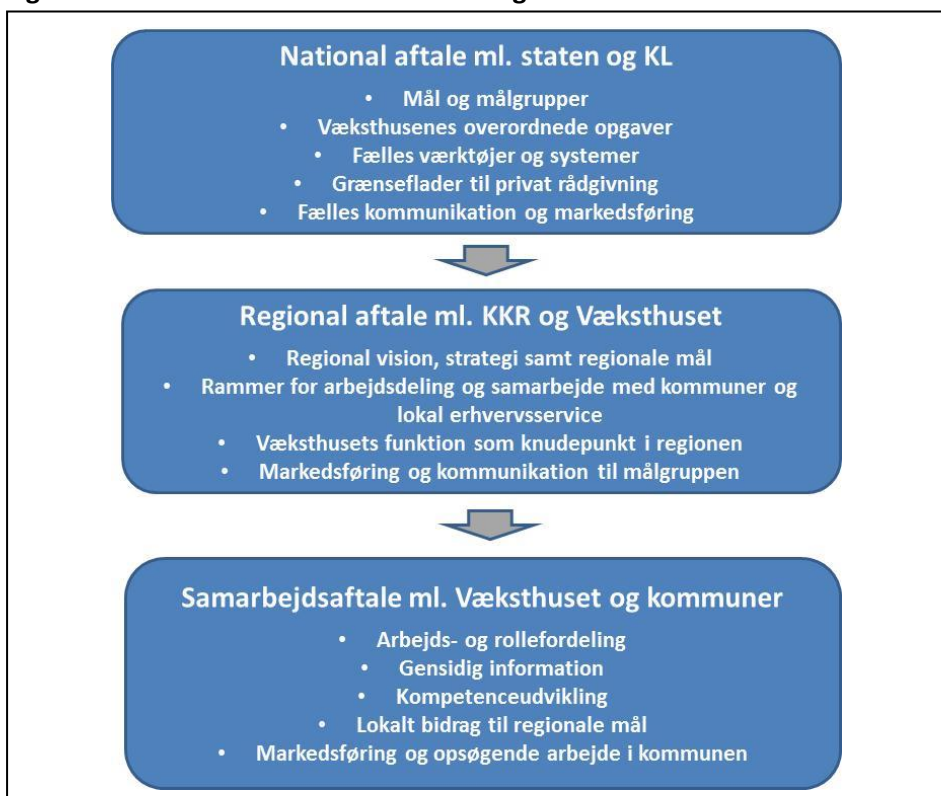 National aftale ml. staten og KL
• Mål og målgrupper
• Væksthusenes overordnede opgaver
• Fælles værktøjer og systemer
• Grænseflader til privat rådgivning
• Fælles kommunikation og markedsføring
Regional aftale ml. KKR og Væksthuset
• Regional vision, strategi samt regionale mål
• Rammer for arbejdsdeling og samarbejde med kommuner og
lokal erhvervsservice
• Væksthusets funktion som knudepunkt i regionen
• Markedsføring og kommunikation til målgruppen
Samarbejdsaftale ml. Væksthuset og kommuner
• Arbejds- og rollefordeling
• Gensidig information
• Kompetenceudvikling
• Lokalt bidrag til regionale mål
• Markedsføring og opsøgende arbejde i kommunen